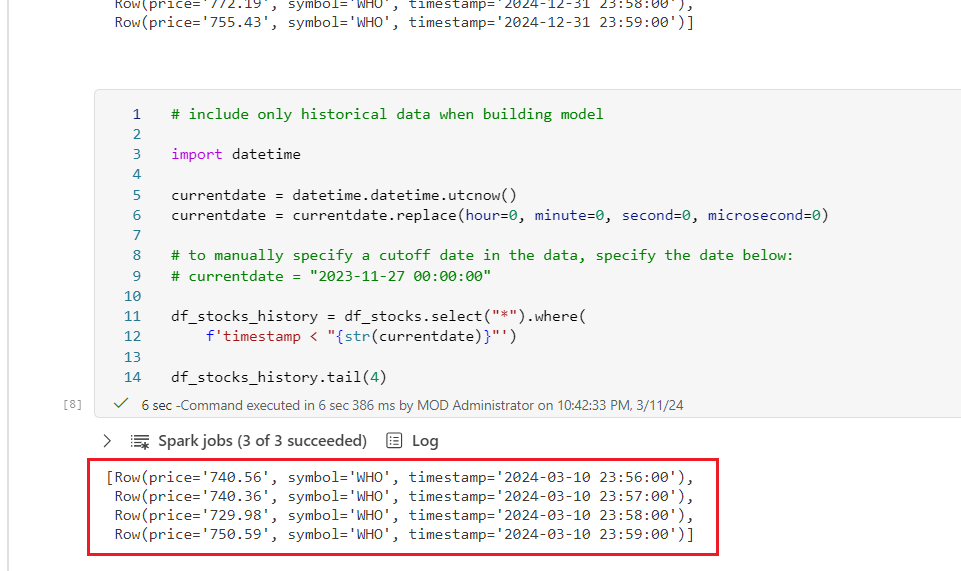 Row(price='772.19', symbol='WHO', timestamp='2024-12-31 23:58:00'),
Row(price='755.43', symbol='WHO', timestamp='2024-12-31 23:59:00')]
1 # include only historical data when building model
2
3 import datetime
4
5 currentdate = datetime.datetime.utcnow()
6 currentdate = currentdate.replace(hour=0, minute=0, second=0, microsecond=0)
7
8 # to manually specify a cutoff date in the data, specify the date below:
9 # currentdate = "2023-11-27 00:00:00"
10
11 df_stocks_history = df_stocks.select("*").where(
12     f'timestamp < "{str(currentdate)}"')
13
14 df_stocks_history.tail(4)
[8] 6 sec -Command executed in 6 sec 386 ms by MOD Administrator on 10:42:33 PM, 3/11/24
Spark jobs (3 of 3 succeeded) Log
[Row(price='740.56', symbol='WHO', timestamp='2024-03-10 23:56:00'),
Row(price='740.36', symbol='WHO', timestamp='2024-03-10 23:57:00'),
Row(price='729.98', symbol='WHO', timestamp='2024-03-10 23:58:00'),
Row(price='750.59', symbol='WHO', timestamp='2024-03-10 23:59:00')]